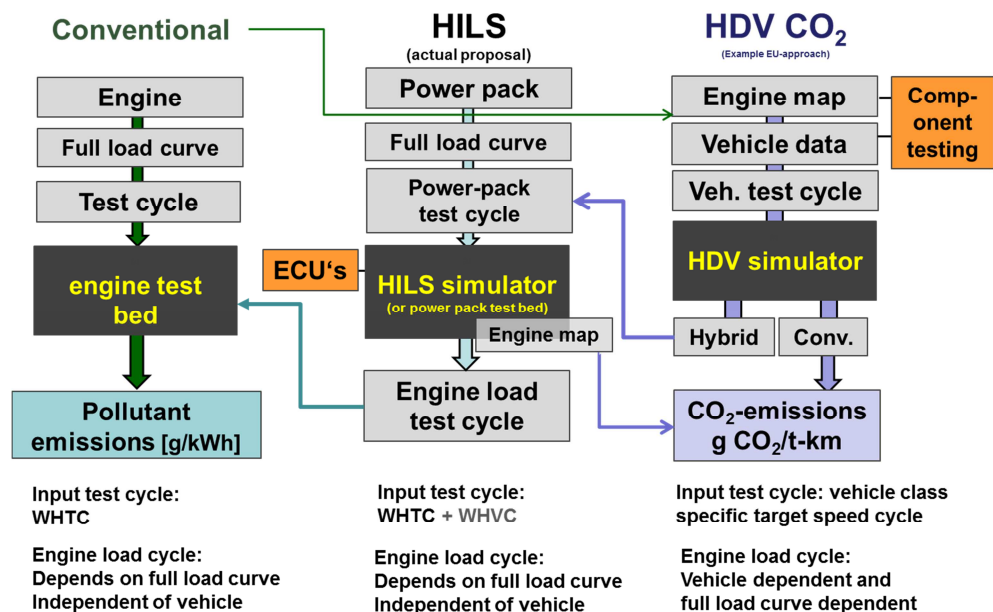 Conventional
Engine
Full load curve
Test cycle
engine test
bed
Pollutant
emissions [g/kWh]
Input test cycle:
WHTC
Engine load cycle:
Depends on full load curve
Independent of vehicle
HILS
(actual proposal)
Power pack
Full load curve
Power-pack
test cycle
ECU‘s
HILS simulator
(or power pack test bed)
Engine map
Engine load
test cycle
Input test cycle:
WHTC + WHVC
Engine load cycle:
Depends on full load curve
Independent of vehicle
HDV CO₂
(Example EU-approach)
Engine map
Vehicle data
Comp-
onent
testing
Veh. test cycle
HDV simulator
Hybrid
Conv.
CO₂-emissions
g CO₂/t-km
Input test cycle: vehicle class
specific target speed cycle
Engine load cycle:
Vehicle dependent and
full load curve dependent